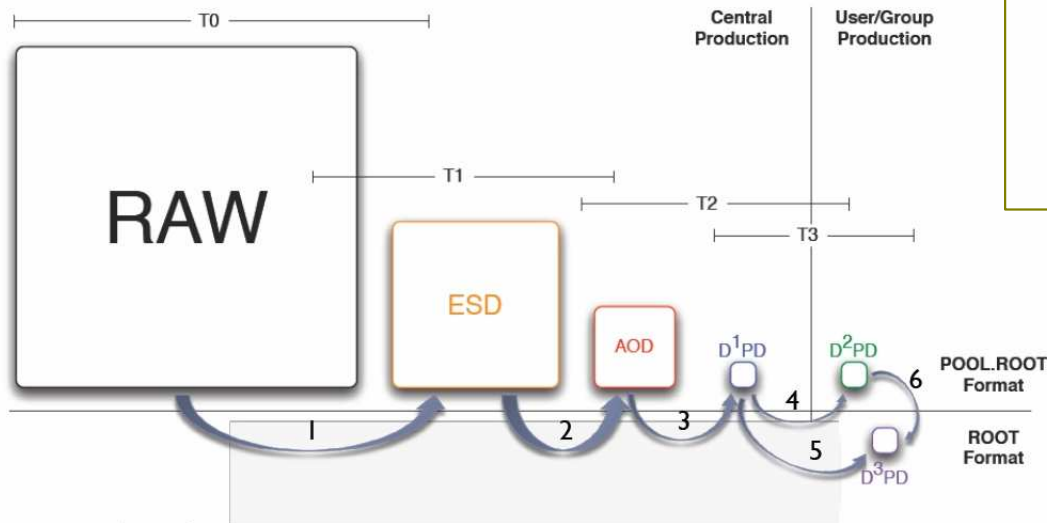 T0
Central
Production
User/Group
Production
RAW
T1
T2
T3
ESD
AOD
D¹PD
D²PD
POOL.ROOT
Format
1
2
3
4
5
6
D³PD
ROOT
Format